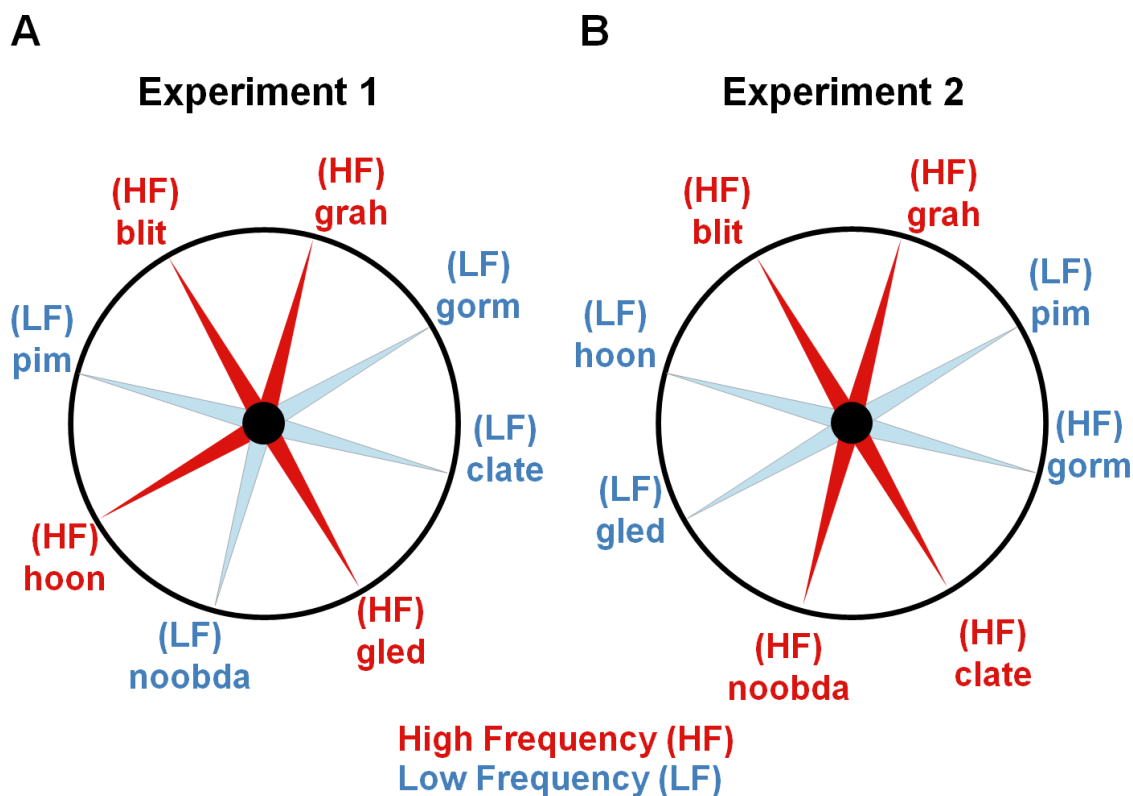 A
B
Experiment 1
Experiment 2
(HF)
blit
(HF)
grah
(LF)
gorm
(LF)
pim
(LF)
clate
(HF)
hoon
(LF)
noobda
(HF)
gled
(HF)
blit
(HF)
grah
(LF)
pim
(LF)
hoon
(HF)
gorm
(LF)
gled
(HF)
noobda
(HF)
clate
High Frequency (HF)
Low Frequency (LF)